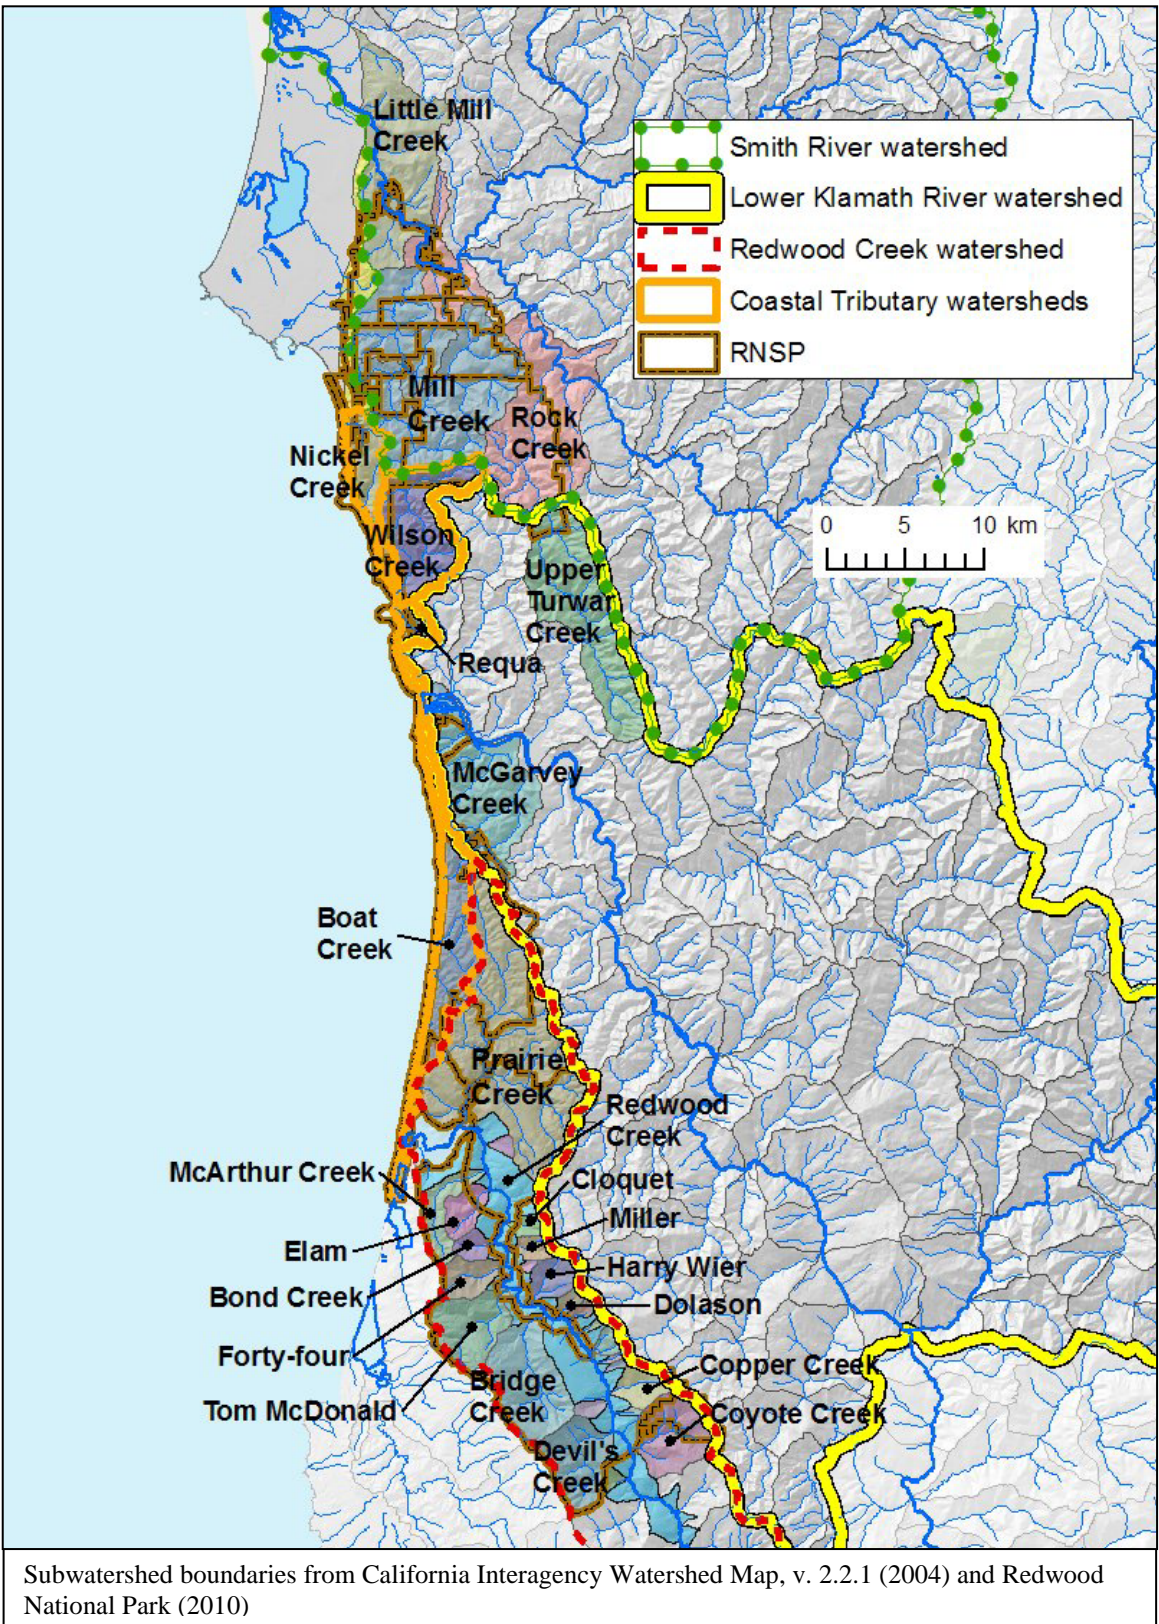 Little Mill
Creek
Smith River watershed
Lower Klamath River watershed
Redwood Creek watershed
Coastal Tributary watersheds
RNSP
Mill
Creek
Rock
Creek
Nickel
Creek
0 5 10 km
Wilson
Creek
Upper
Turwar
Creek
Requa
McGarvey
Creek
Boat
Creek
Prairie
Creek
Redwood
Creek
McArthur Creek
Cloquet
Miller
Elam
Harry Wier
Bond Creek
Dolason
Forty-four
Copper Creek
Bridge
Creek
Tom McDonald
Coyote Creek
Devil's
Creek
Subwatershed boundaries from California Interagency Watershed Map, v. 2.2.1 (2004) and Redwood
National Park (2010)